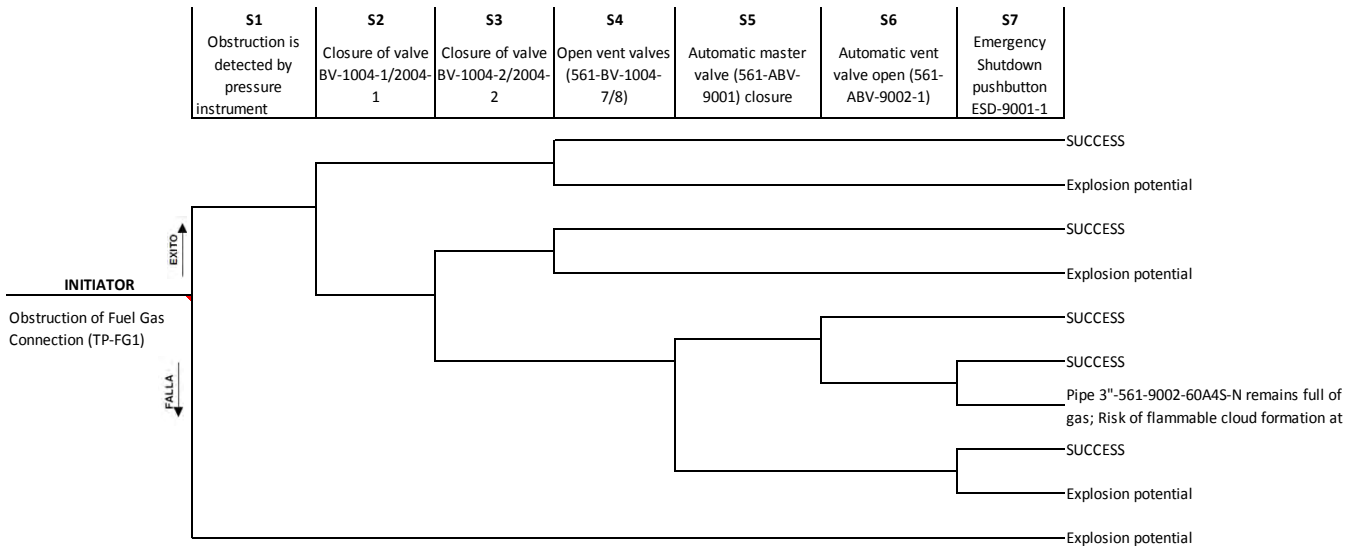 S1
Obstruction is
detected by
pressure
instrument
S2
Closure of valve
BV-1004-1/2004-
1
S3
Closure of valve
BV-1004-2/2004-
2
S4
Open vent valves
(561-BV-1004-
7/8)
S5
Automatic master
valve (561-ABV-
9001) closure
S6
Automatic vent
valve open (561-
ABV-9002-1)
S7
Emergency
Shutdown
pushbutton
ESD-9001-1
SUCCESS
Explosion potential
SUCCESS
EXITO
Explosion potential
INITIATOR
Obstruction of Fuel Gas
Connection (TP-FG1)
SUCCESS
SUCCESS
FALLA
Pipe 3"-561-9002-60A4S-N remains full of
gas; Risk of flammable cloud formation at
SUCCESS
Explosion potential
Explosion potential